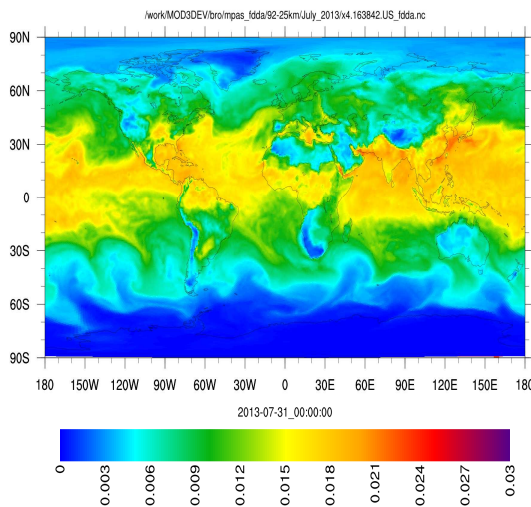 /work/MOD3DEV/bro/mpas_fdda/92-25km/July_2013/x4.163842.US_fdda.nc
90N
60N
30N
0
30S
60S
90S
180 150W 120W 90W 60W 30W 0 30E 60E 90E 120E 150E 180
2013-07-31_00:00:00
0 0.003 0.006 0.009 0.012 0.015 0.018 0.021 0.024 0.027 0.03